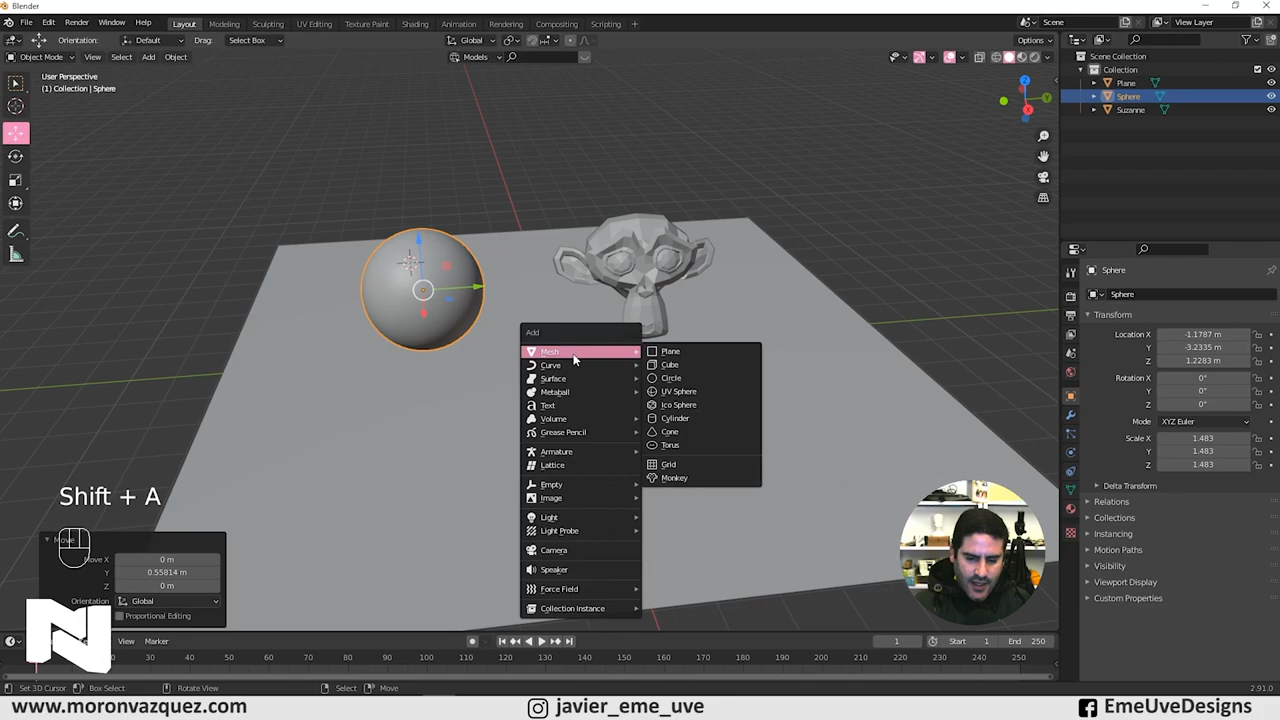 Blender
File Edit Render Window Help Layout Modeling Sculpting UV Editing Texture Paint Shading Animation Rendering Compositing Scripting + Scene View Layer
Orientation: Default Drag: Select Box Global Options
Object Mode View Select Add Object Models
User Perspective
(1) Collection | Sphere
Scene Collection
Collection
Plane
Sphere
Suzanne
Z
Y
X
Sphere
Sphere
Transform
Location X -1.1787 m
Y -3.2335 m
Z 1.2283 m
Rotation X 0°
Y 0°
Z 0°
Mode XYZ Euler
Scale X 1.483
Y 1.483
Z 1.483
Delta Transform
Relations
Collections
Instancing
Motion Paths
Visibility
Viewport Display
Custom Properties
Add
Mesh
Curve
Surface
Metaball
Text
Volume
Grease Pencil
Armature
Lattice
Empty
Image
Light
Light Probe
Camera
Speaker
Force Field
Collection Instance
Plane
Cube
Circle
UV Sphere
Ico Sphere
Cylinder
Cone
Torus
Grid
Monkey
Shift + A
Move
Move X 0 m
Y 0.55814 m
Z 0 m
Orientation Global
Proportional Editing
N
View Marker 1 Start 1 End 250
20 30 40 50 60 70 80 90 100 110 120 130 140 150 160 170 180 190 200 210 220 230 240 250
Set 3D Cursor Box Select Rotate View Select Move 2.91.0
www.moronvazquez.com javier_eme_uve EmeUveDesigns